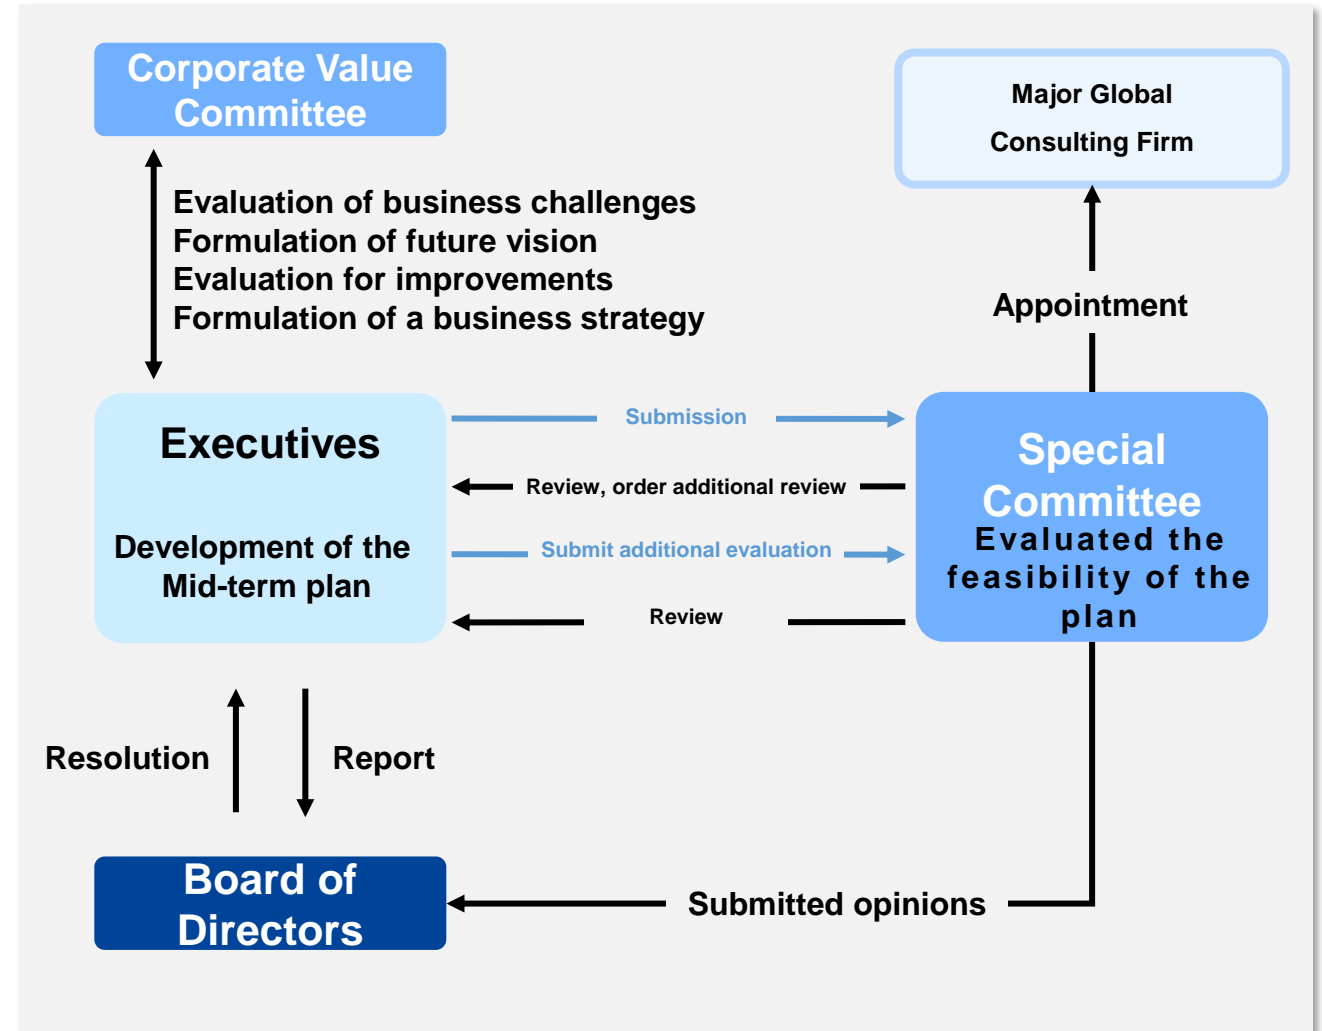 Corporate Value
Committee
Major Global
Consulting Firm
Evaluation of business challenges
Formulation of future vision
Evaluation for improvements
Formulation of a business strategy
Appointment
Executives
Development of the
Mid-term plan
Submission
Review, order additional review
Submit additional evaluation
Review
Special
Committee
Evaluated the
feasibility of the
plan
Resolution
Report
Board of
Directors
Submitted opinions